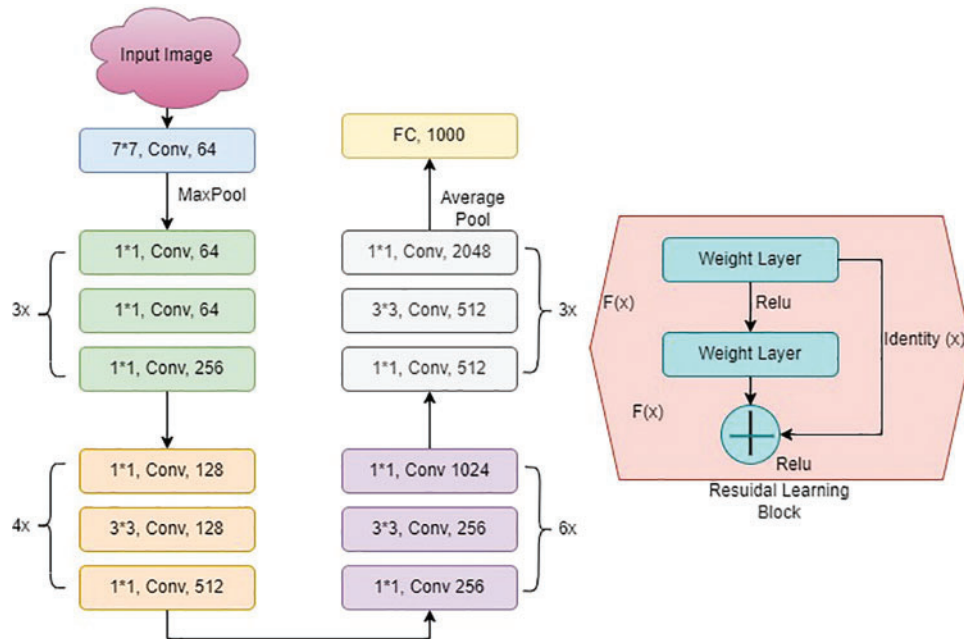 Input Image
7*7, Conv, 64
MaxPool
3x
1*1, Conv, 64
1*1, Conv, 64
1*1, Conv, 256
4x
1*1, Conv, 128
3*3, Conv, 128
1*1, Conv, 512
FC, 1000
Average
Pool
1*1, Conv, 2048
3*3, Conv, 512
1*1, Conv, 512
3x
1*1, Conv 1024
3*3, Conv, 256
1*1, Conv 256
6x
Weight Layer
F(x)
Relu
Identity (x)
Weight Layer
F(x)
Relu
Resuidal Learning
Block